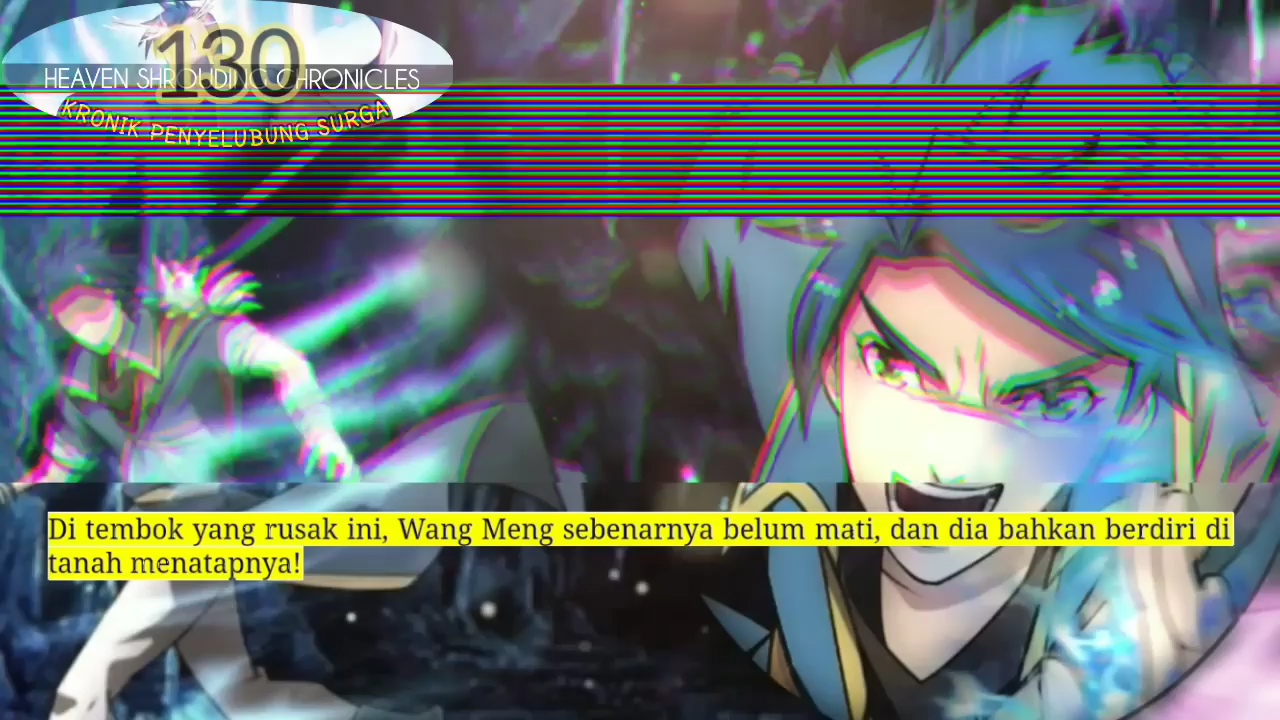 130
HEAVEN SHROUDING CHRONICLES
KRONIK PENYELUBUNG SURGA
Di tembok yang rusak ini, Wang Meng sebenarnya belum mati, dan dia bahkan berdiri di
tanah menatapnya!